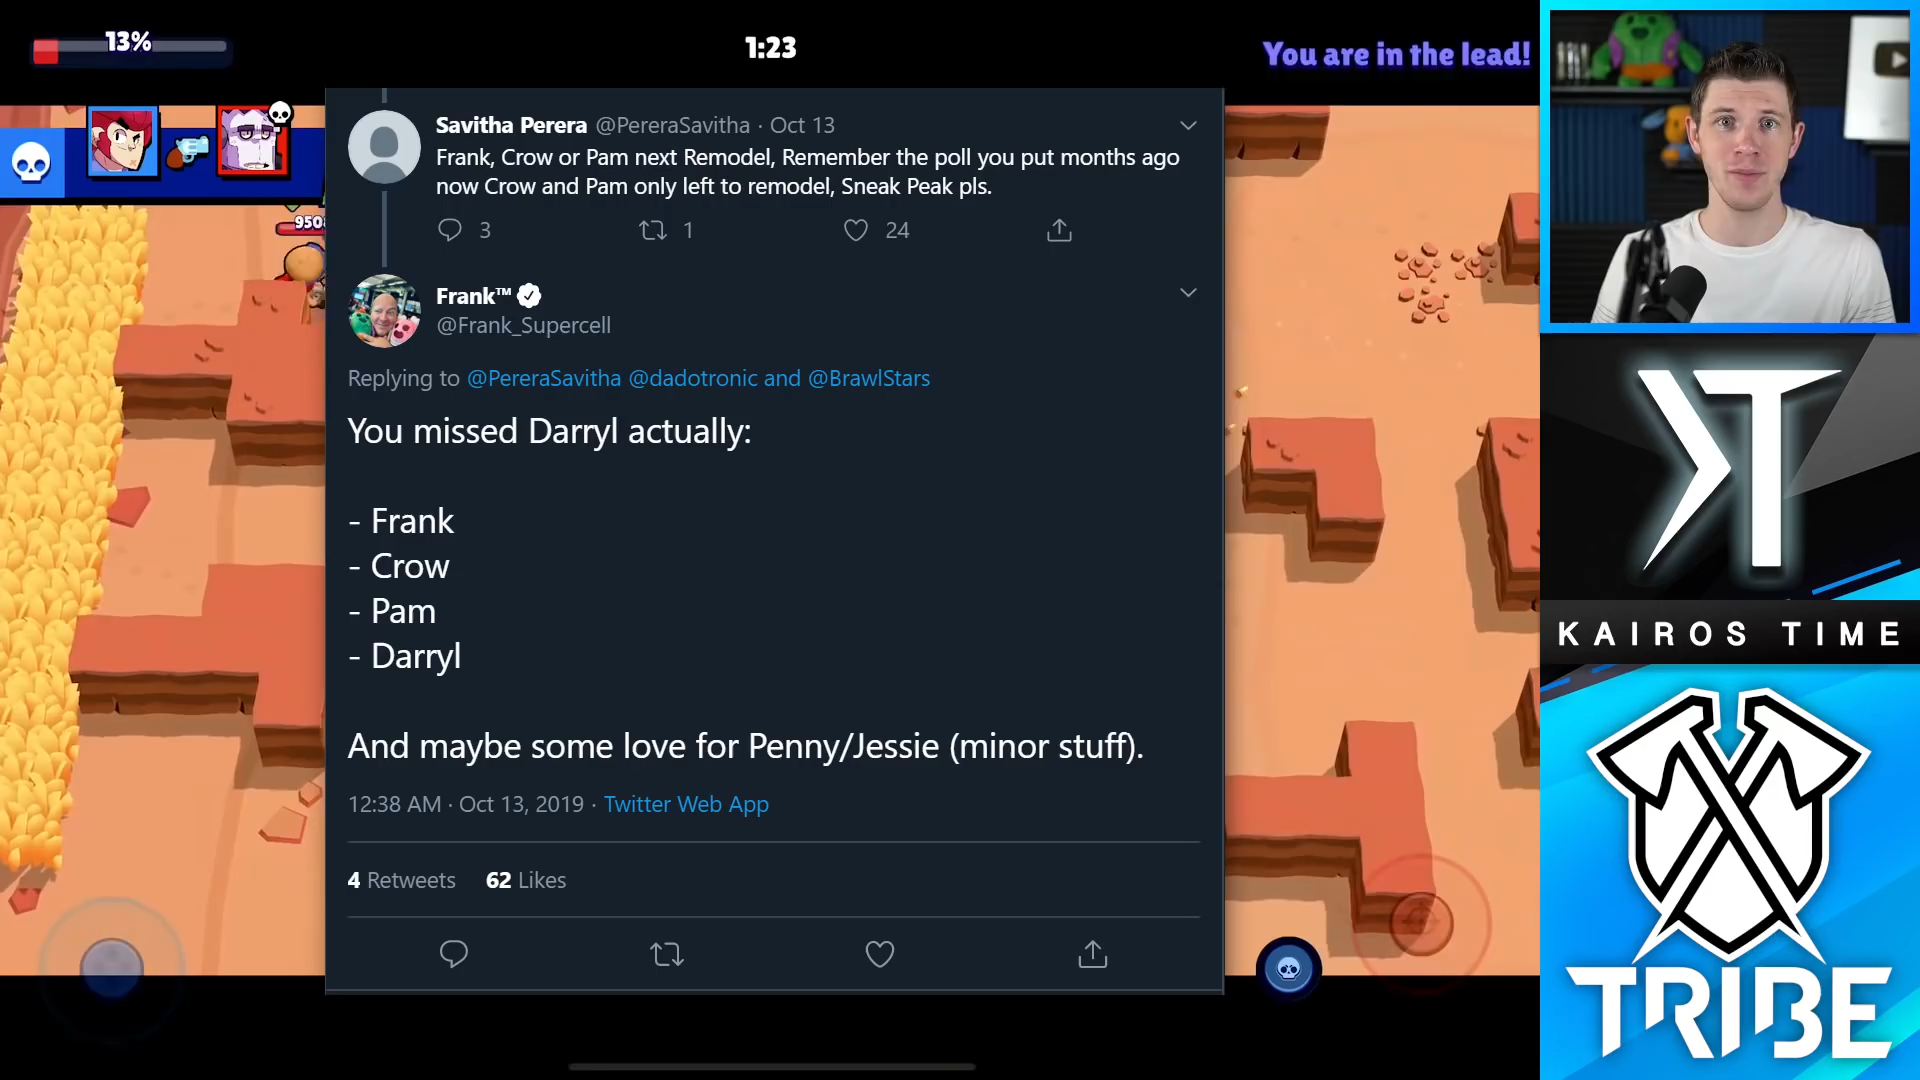 13%
1:23
You are in the lead!
950
Savitha Perera @PereraSavitha · Oct 13
Frank, Crow or Pam next Remodel, Remember the poll you put months ago
now Crow and Pam only left to remodel, Sneak Peak pls.
3 1 24
Frank™
@Frank_Supercell
Replying to @PereraSavitha @dadotronic and @BrawlStars
You missed Darryl actually:
- Frank
- Crow
- Pam
- Darryl
And maybe some love for Penny/Jessie (minor stuff).
12:38 AM · Oct 13, 2019 · Twitter Web App
4 Retweets 62 Likes
KT
KAIROS TIME
TRIBE